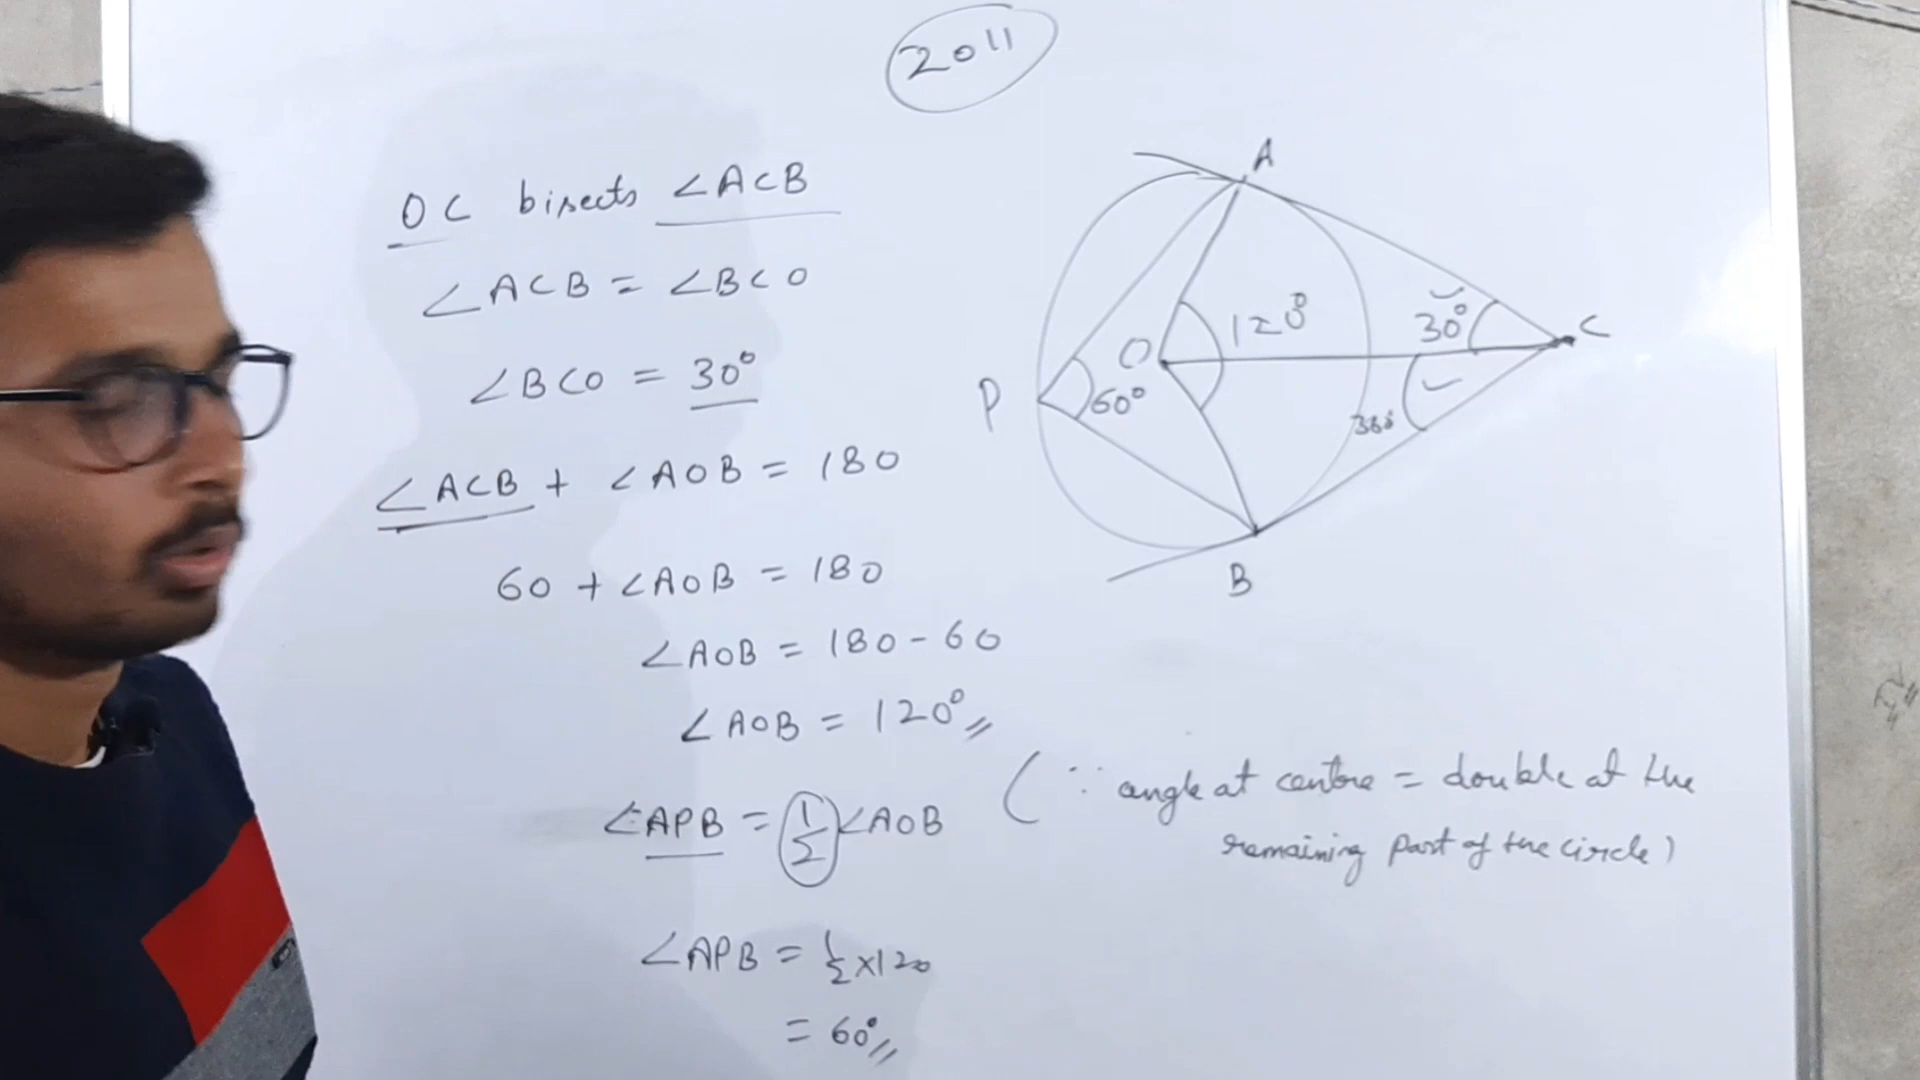 2011
OC bisects ∠ACB
∠ACB = ∠BCO
∠BCO = 30°
∠ACB + ∠AOB = 180
60 + ∠AOB = 180
∠AOB = 180 - 60
∠AOB = 120°
∠APB = 1/2 ∠AOB
(∵ angle at centre = double at the
remaining part of the circle)
∠APB = 1/2 × 120
= 60°
A
120°
30°
C
O
P
60°
B